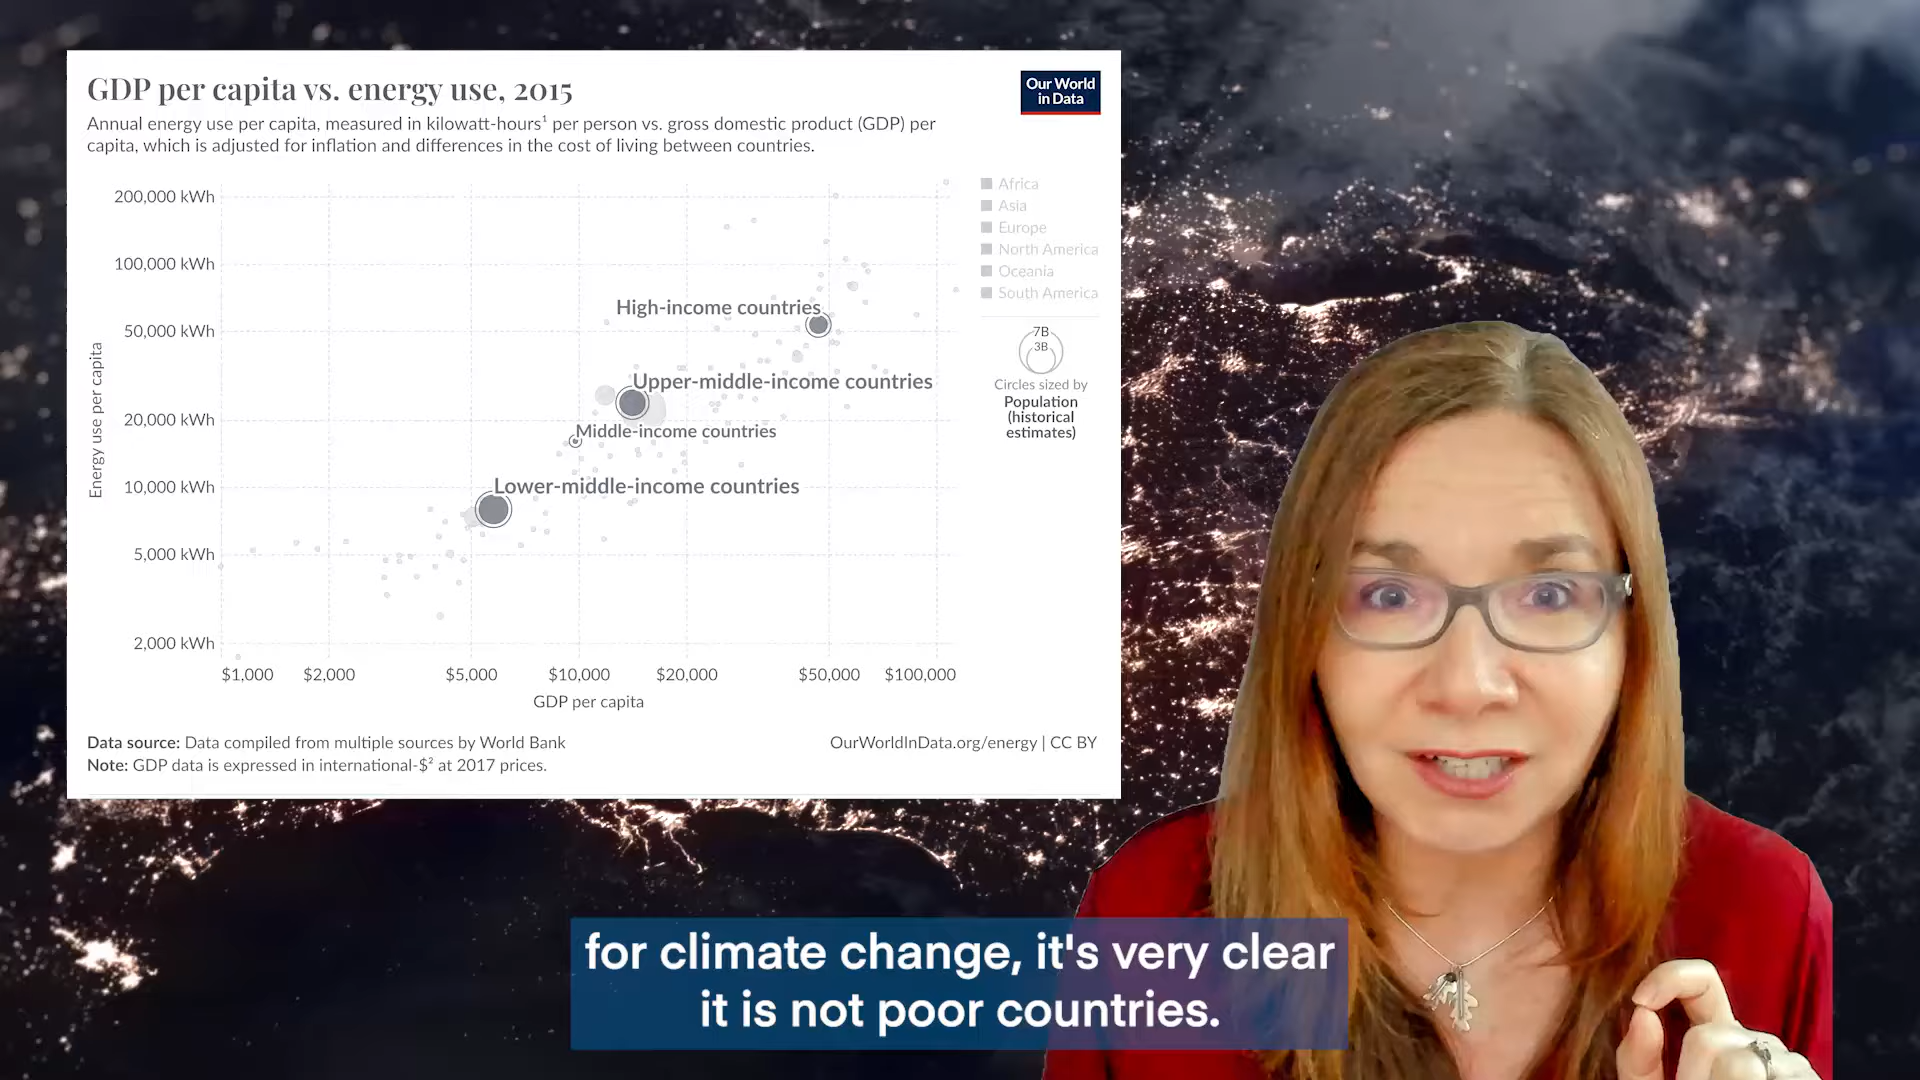 GDP per capita vs. energy use, 2015
Annual energy use per capita, measured in kilowatt-hours¹ per person vs. gross domestic product (GDP) per
capita, which is adjusted for inflation and differences in the cost of living between countries.
Our World
in Data
200,000 kWh
100,000 kWh
50,000 kWh
20,000 kWh
10,000 kWh
5,000 kWh
2,000 kWh
Energy use per capita
High-income countries
Upper-middle-income countries
Middle-income countries
Lower-middle-income countries
$1,000
$2,000
$5,000
$10,000
$20,000
$50,000
$100,000
GDP per capita
Africa
Asia
Europe
North America
Oceania
South America
7B
3B
Circles sized by
Population
(historical
estimates)
Data source: Data compiled from multiple sources by World Bank
OurWorldInData.org/energy | CC BY
Note: GDP data is expressed in international-$² at 2017 prices.
for climate change, it's very clear
it is not poor countries.